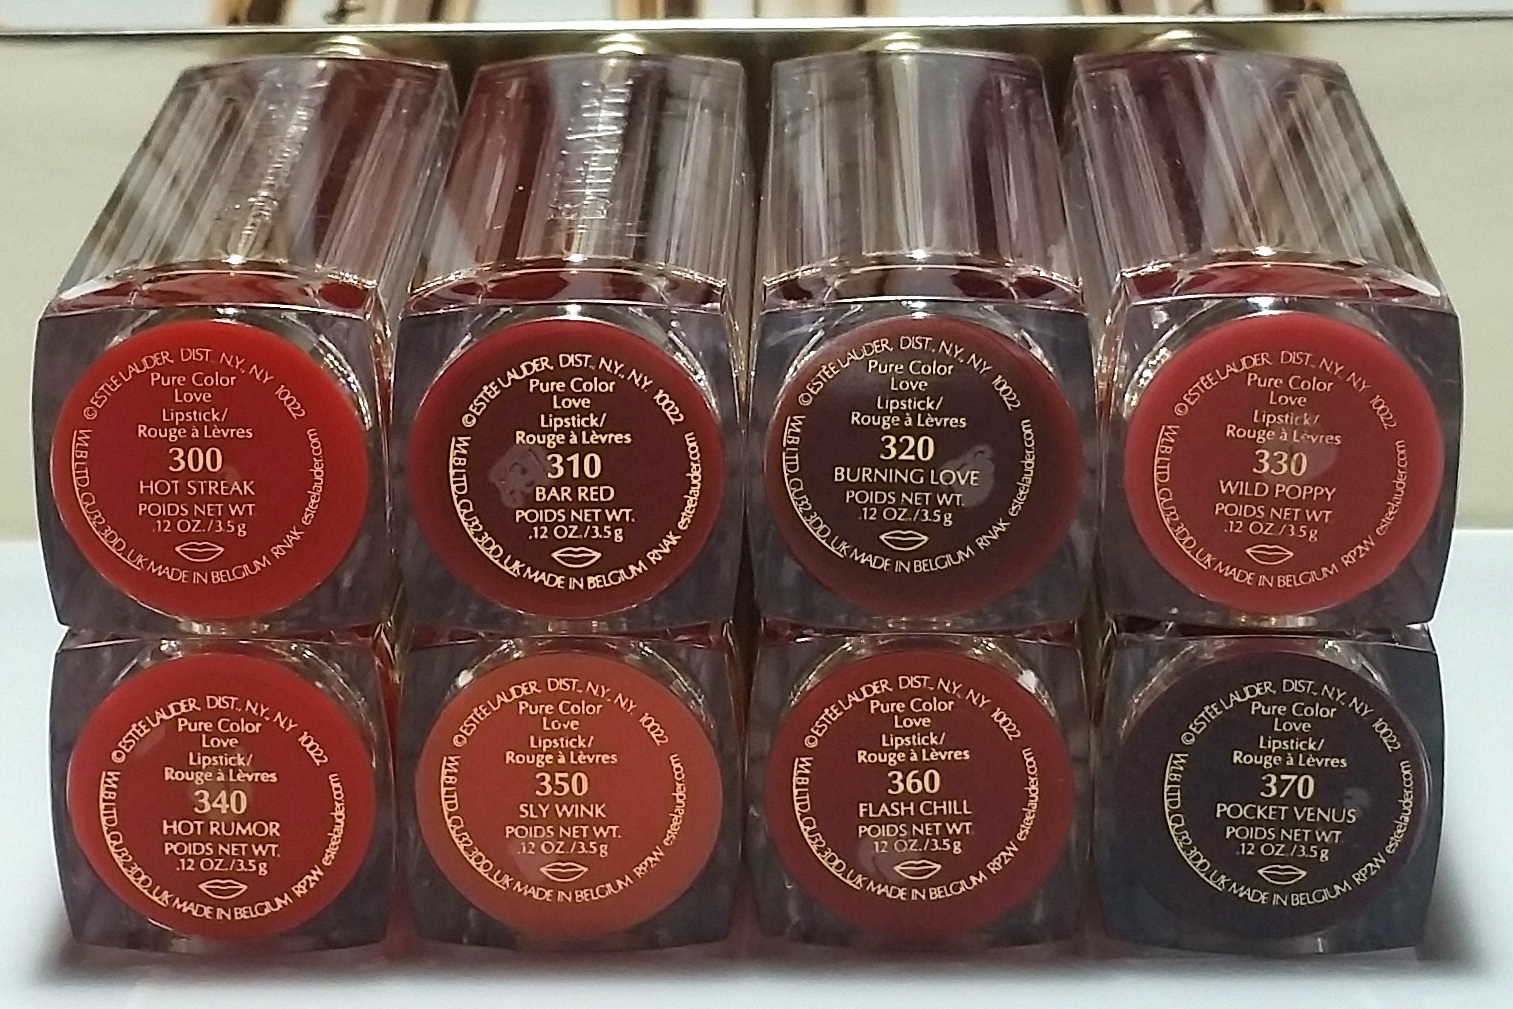 ©ESTĒE LAUDER, DIST., N.Y., NY 10022
Pure Color
Love
Lipstick/
Rouge à Lèvres
300
HOT STREAK
POIDS NET WT.
.12 OZ./3.5g
W.B.LTD., GU32 3DD, UK MADE IN BELGIUM RNAK esteelauder.com
©ESTĒE LAUDER, DIST., N.Y., NY 10022
Pure Color
Love
Lipstick/
Rouge à Lèvres
310
BAR RED
POIDS NET WT.
.12 OZ./3.5g
W.B.LTD., GU32 3DD, UK MADE IN BELGIUM RNAK esteelauder.com
©ESTĒE LAUDER, DIST., N.Y., NY 10022
Pure Color
Love
Lipstick/
Rouge à Lèvres
320
BURNING LOVE
POIDS NET WT.
.12 OZ./3.5g
W.B.LTD., GU32 3DD, UK MADE IN BELGIUM RNAK esteelauder.com
©ESTĒE LAUDER, DIST., N.Y., NY 10022
Pure Color
Love
Lipstick/
Rouge à Lèvres
330
WILD POPPY
POIDS NET WT.
.12 OZ./3.5g
W.B.LTD., GU32 3DD, UK MADE IN BELGIUM RP2W esteelauder.com
©ESTĒE LAUDER, DIST., N.Y., NY 10022
Pure Color
Love
Lipstick/
Rouge à Lèvres
340
HOT RUMOR
POIDS NET WT.
.12 OZ./3.5g
W.B.LTD., GU32 3DD, UK MADE IN BELGIUM RP2W esteelauder.com
©ESTĒE LAUDER, DIST., N.Y., NY 10022
Pure Color
Love
Lipstick/
Rouge à Lèvres
350
SLY WINK
POIDS NET WT.
.12 OZ./3.5g
W.B.LTD., GU32 3DD, UK MADE IN BELGIUM RP2W esteelauder.com
©ESTĒE LAUDER, DIST., N.Y., NY 10022
Pure Color
Love
Lipstick/
Rouge à Lèvres
360
FLASH CHILL
POIDS NET WT.
.12 OZ./3.5g
W.B.LTD., GU32 3DD, UK MADE IN BELGIUM RP2W esteelauder.com
©ESTĒE LAUDER, DIST., N.Y., NY 10022
Pure Color
Love
Lipstick/
Rouge à Lèvres
370
POCKET VENUS
POIDS NET WT.
.12 OZ./3.5g
W.B.LTD., GU32 3DD, UK MADE IN BELGIUM RP2W esteelauder.com